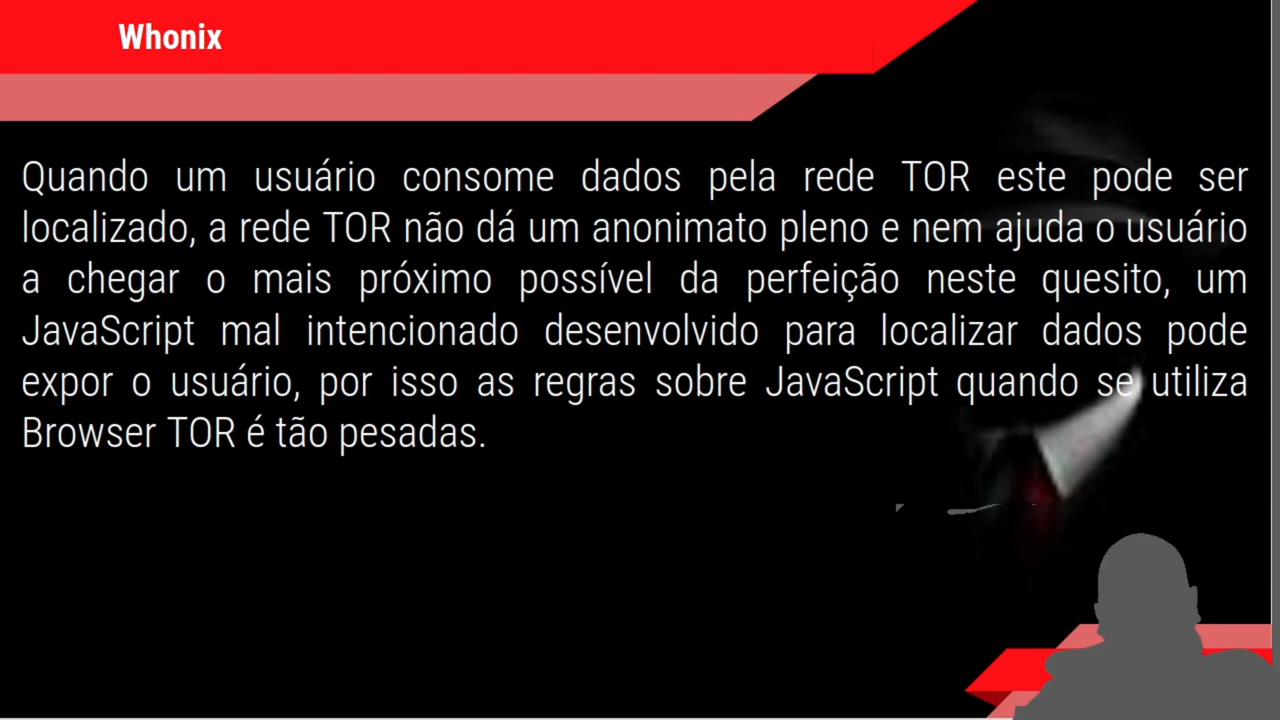 Whonix
Quando um usuário consome dados pela rede TOR este pode ser
localizado, a rede TOR não dá um anonimato pleno e nem ajuda o usuário
a chegar o mais próximo possível da perfeição neste quesito, um
JavaScript mal intencionado desenvolvido para localizar dados pode
expor o usuário, por isso as regras sobre JavaScript quando se utiliza
Browser TOR é tão pesadas.